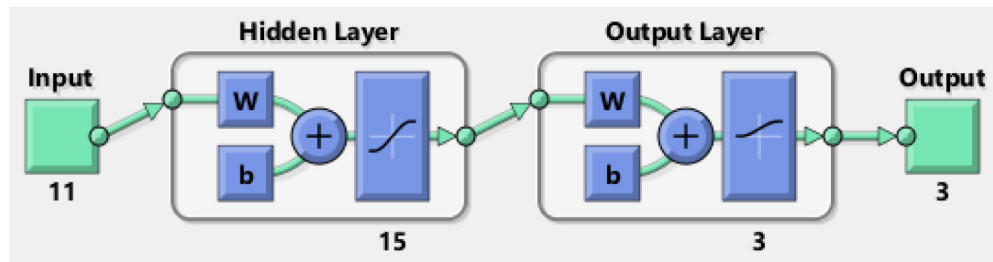 Hidden Layer
Output Layer
Input
Output
W
W
+
+
b
b
11
3
15
3